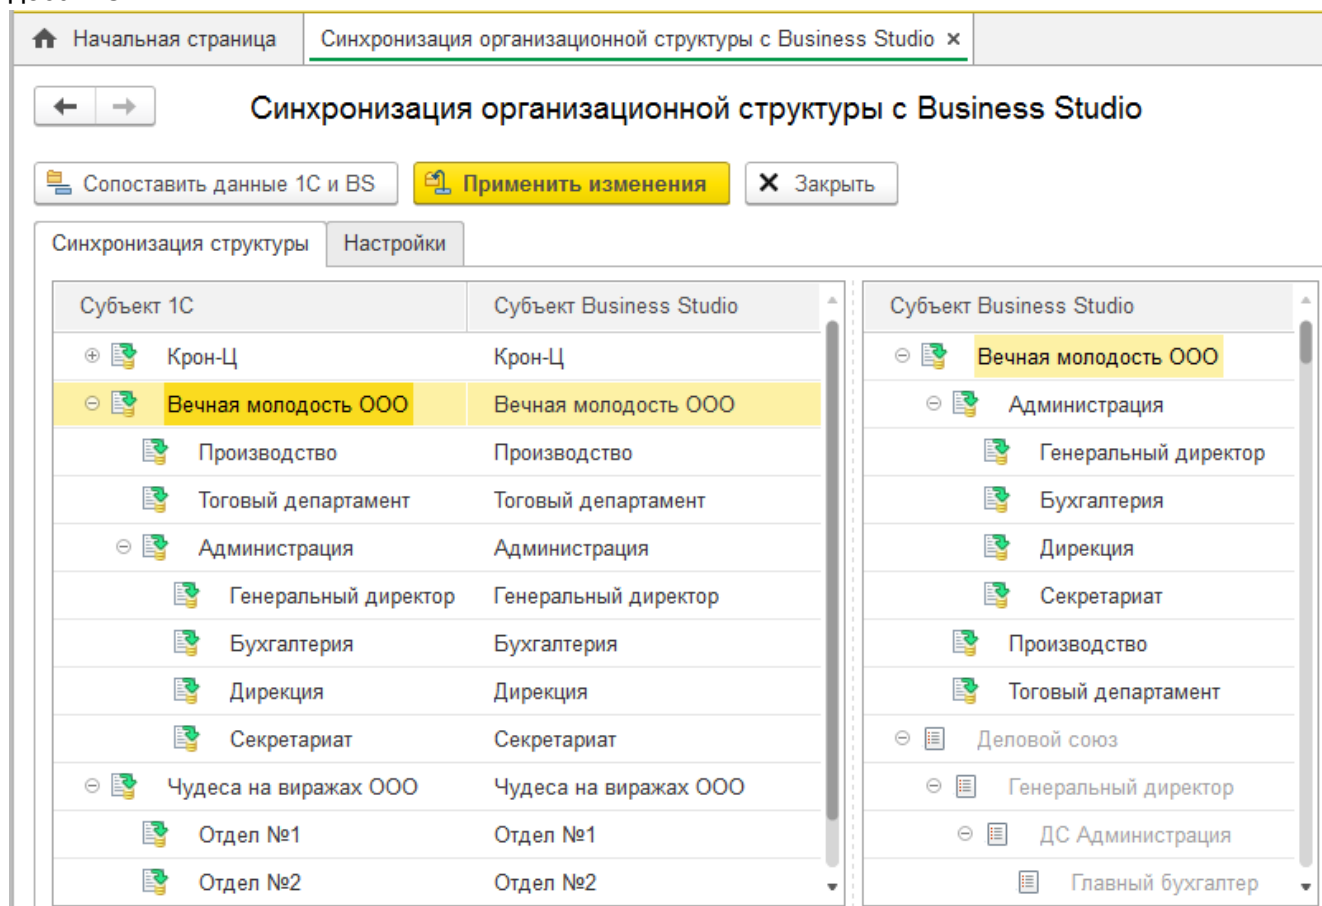 Начальная страница
Синхронизация организационной структуры с Business Studio ×
Синхронизация организационной структуры с Business Studio
Сопоставить данные 1С и BS
Применить изменения
Закрыть
Синхронизация структуры
Настройки
Субъект 1С Субъект Business Studio
Крон-Ц Крон-Ц
Вечная молодость ООО Вечная молодость ООО
Производство Производство
Тоговый департамент Тоговый департамент
Администрация Администрация
Генеральный директор Генеральный директор
Бухгалтерия Бухгалтерия
Дирекция Дирекция
Секретариат Секретариат
Чудеса на виражах ООО Чудеса на виражах ООО
Отдел №1 Отдел №1
Отдел №2 Отдел №2
Субъект Business Studio
Вечная молодость ООО
Администрация
Генеральный директор
Бухгалтерия
Дирекция
Секретариат
Производство
Тоговый департамент
Деловой союз
Генеральный директор
ДС Администрация
Главный бухгалтер